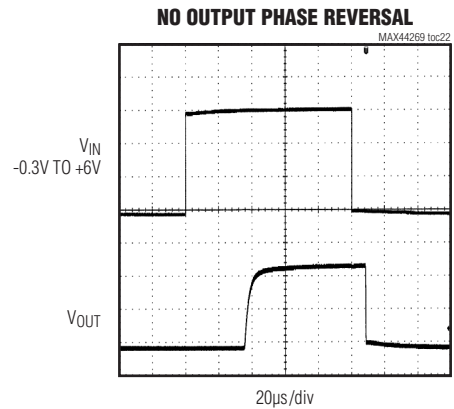 NO OUTPUT PHASE REVERSAL
MAX44269 toc22
VIN
-0.3V TO +6V
VOUT
20µs/div